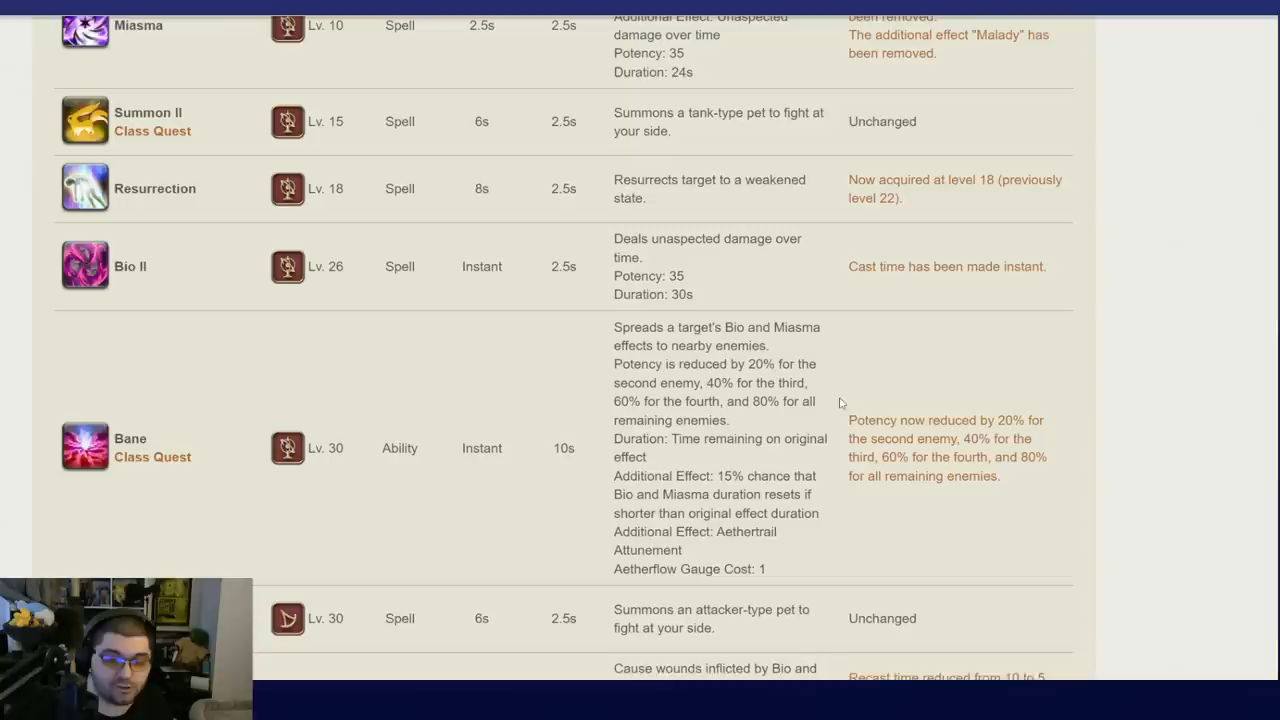 Miasma
Lv. 10
Spell
2.5s
2.5s
Additional Effect: Unaspected
damage over time
Potency: 35
Duration: 24s
been removed.
The additional effect "Malady" has
been removed.
Summon II
Class Quest
Lv. 15
Spell
6s
2.5s
Summons a tank-type pet to fight at
your side.
Unchanged
Resurrection
Lv. 18
Spell
8s
2.5s
Resurrects target to a weakened
state.
Now acquired at level 18 (previously
level 22).
Bio II
Lv. 26
Spell
Instant
2.5s
Deals unaspected damage over
time.
Potency: 35
Duration: 30s
Cast time has been made instant.
Bane
Class Quest
Lv. 30
Ability
Instant
10s
Spreads a target's Bio and Miasma
effects to nearby enemies.
Potency is reduced by 20% for the
second enemy, 40% for the third,
60% for the fourth, and 80% for all
remaining enemies.
Duration: Time remaining on original
effect
Additional Effect: 15% chance that
Bio and Miasma duration resets if
shorter than original effect duration
Additional Effect: Aethertrail
Attunement
Aetherflow Gauge Cost: 1
Potency now reduced by 20% for
the second enemy, 40% for the
third, 60% for the fourth, and 80%
for all remaining enemies.
Lv. 30
Spell
6s
2.5s
Summons an attacker-type pet to
fight at your side.
Unchanged
Cause wounds inflicted by Bio and
Recast time reduced from 10 to 5